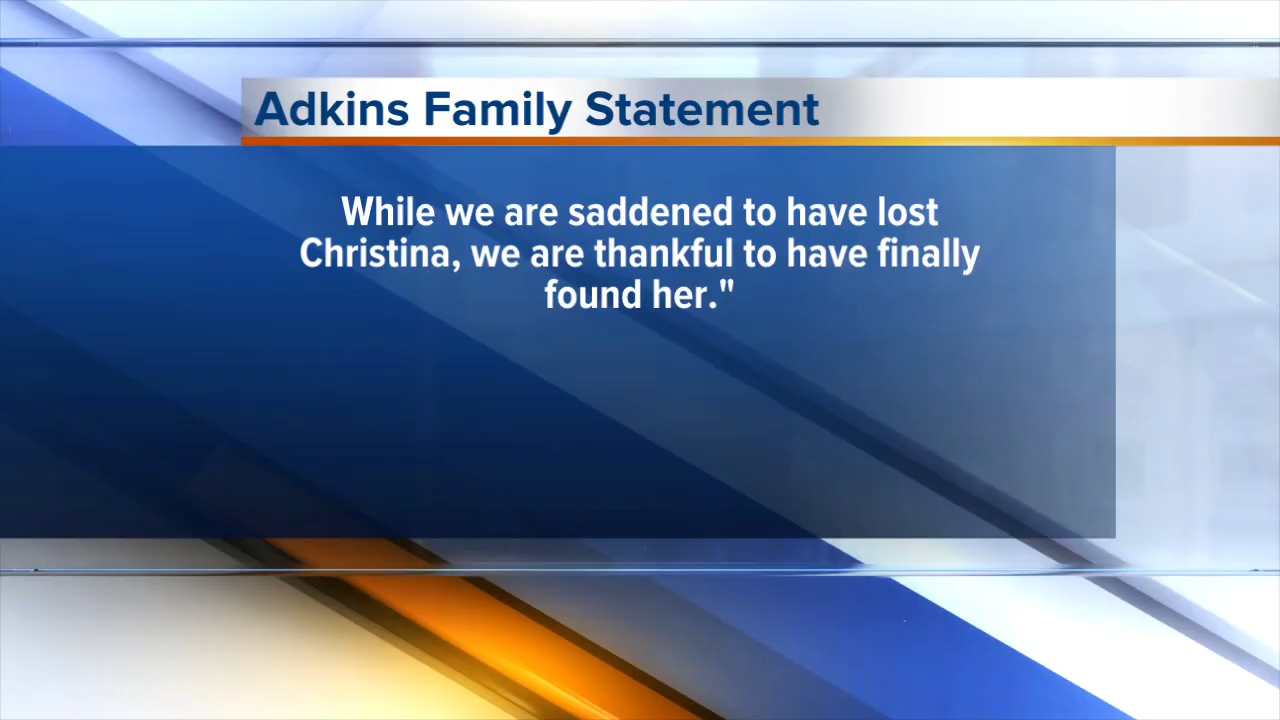 Adkins Family Statement
While we are saddened to have lost
Christina, we are thankful to have finally
found her."